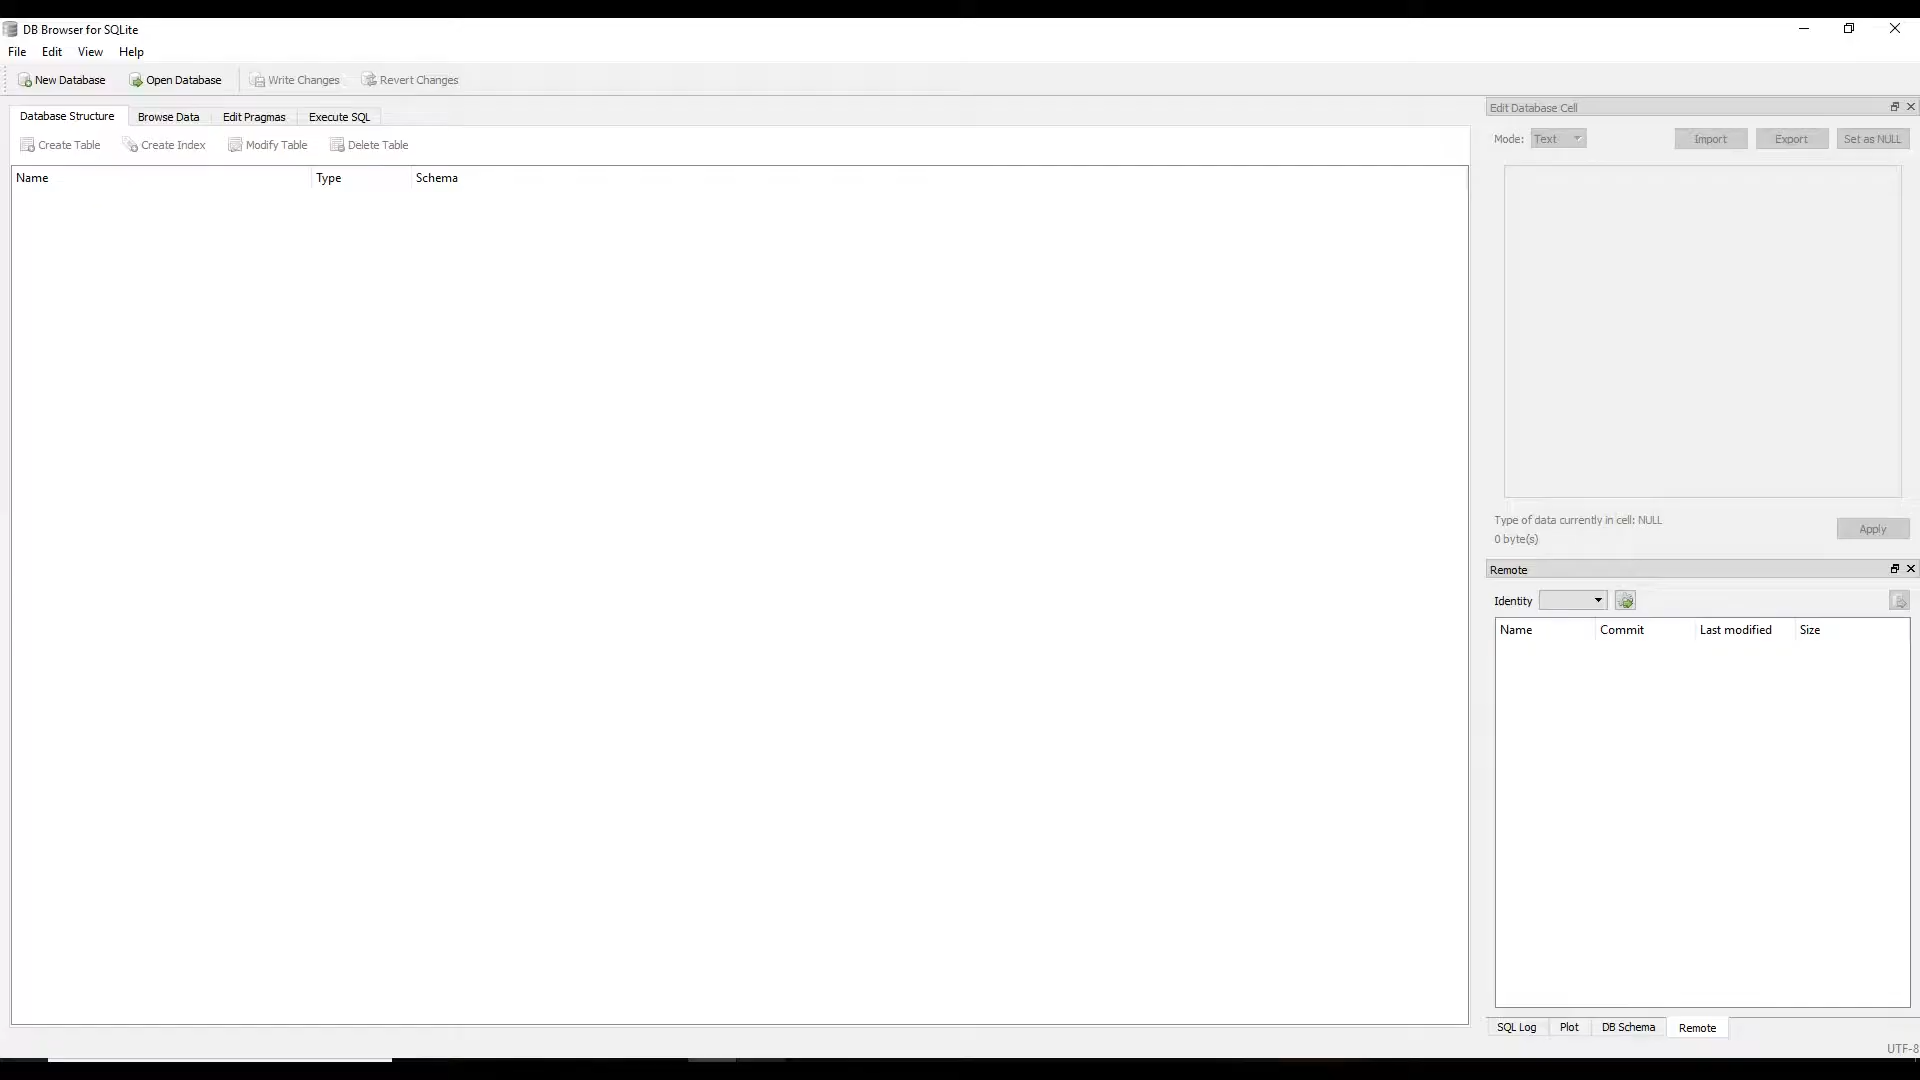 DB Browser for SQLite
File Edit View Help
New Database Open Database Write Changes Revert Changes
Database Structure Browse Data Edit Pragmas Execute SQL
Create Table Create Index Modify Table Delete Table
Name Type Schema
Edit Database Cell
Mode: Text Import Export Set as NULL
Type of data currently in cell: NULL
0 byte(s)
Apply
Remote
Identity
Name Commit Last modified Size
SQL Log Plot DB Schema Remote
UTF-8